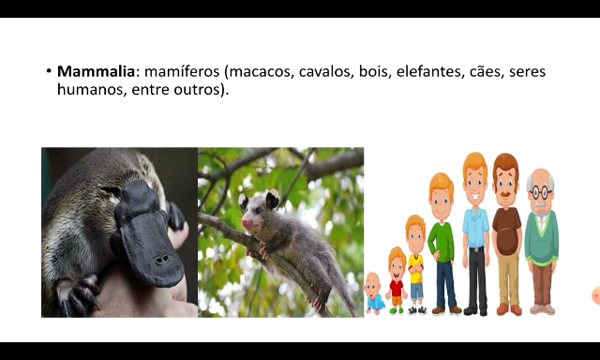 • Mammalia: mamíferos (macacos, cavalos, bois, elefantes, cães, seres
humanos, entre outros).